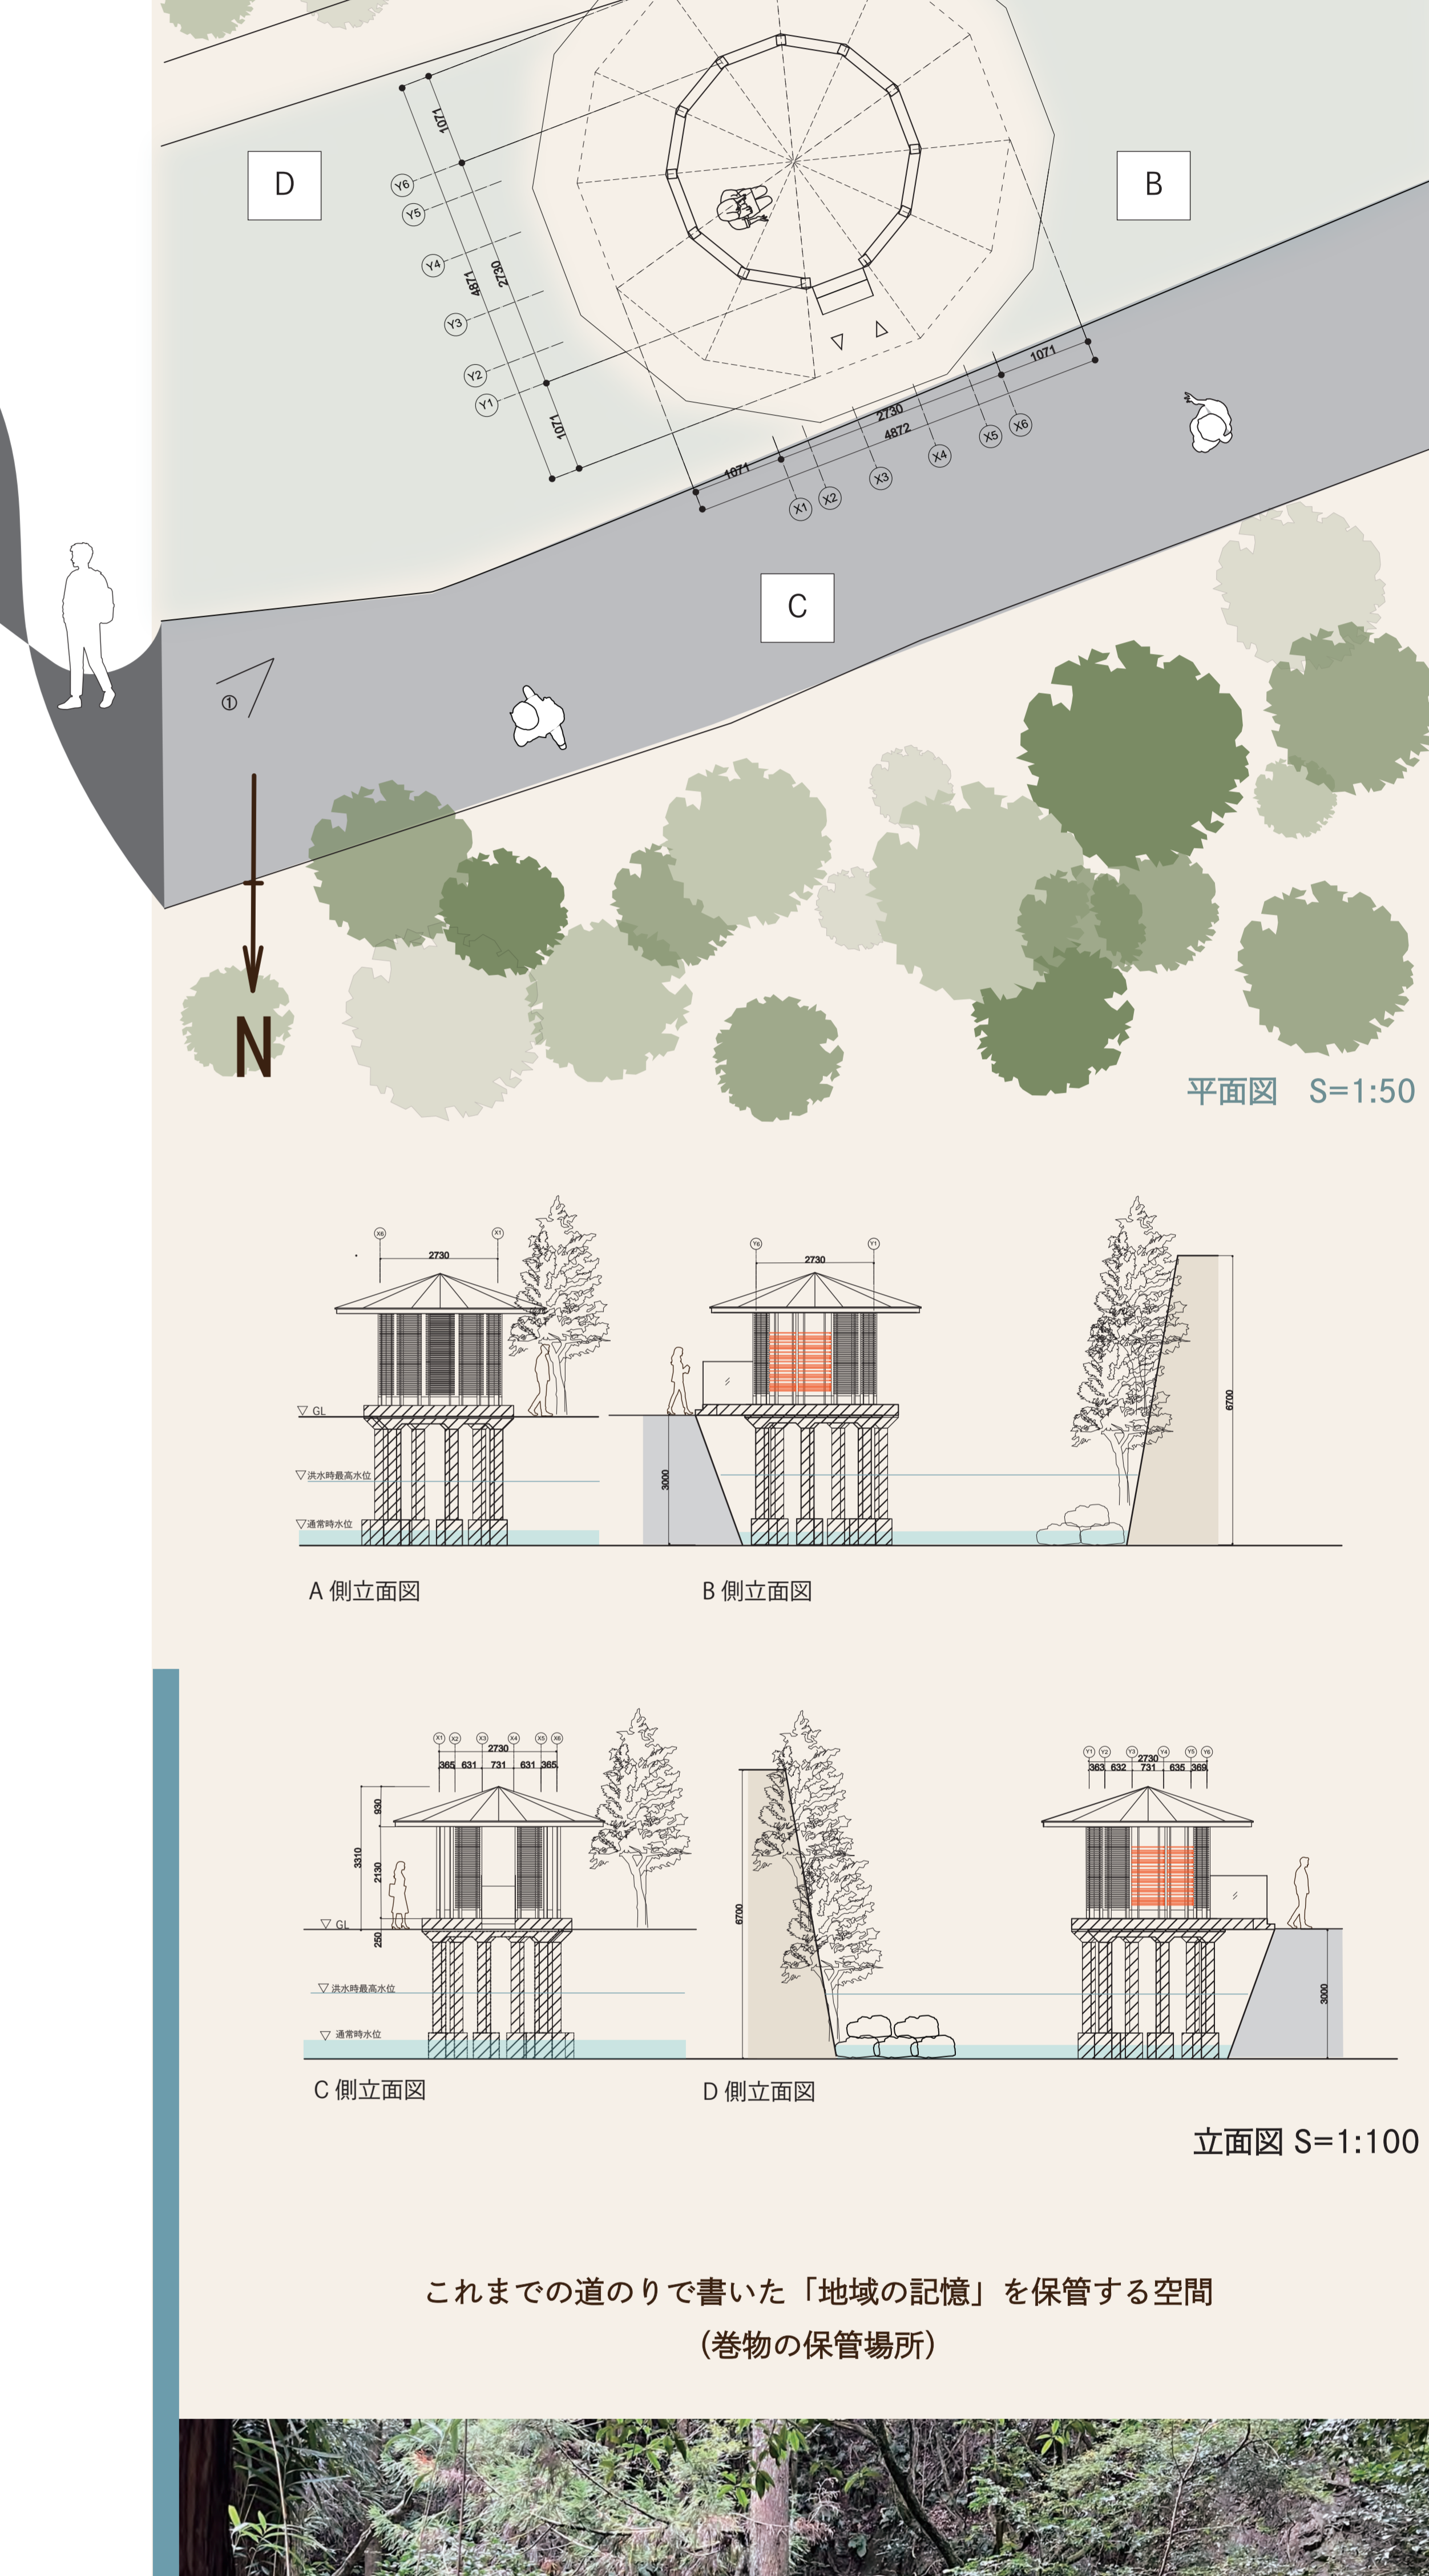 1071
D
B
Y6
Y5
Y4
4871
2730
Y3
Y2
Y1
1071
1071
2730
4872
1071
X6
X5
X4
X3
X2
X1
C
①
N
平面図 S=1:50
X6
X1
2730
Y6
Y1
2730
▽ GL
▽洪水時最高水位
▽通常時水位
3000
6700
A 側立面図
B 側立面図
X1 X2 X3 X4 X5 X6
2730
365 631 731 631 365
930
3310
2130
250
▽ GL
▽洪水時最高水位
▽ 通常時水位
6700
Y1 Y2 Y3 Y4 Y5 Y6
2730
363 632 731 635 369
3000
C 側立面図
D 側立面図
立面図 S=1:100
これまでの道のりで書いた「地域の記憶」を保管する空間
（巻物の保管場所）